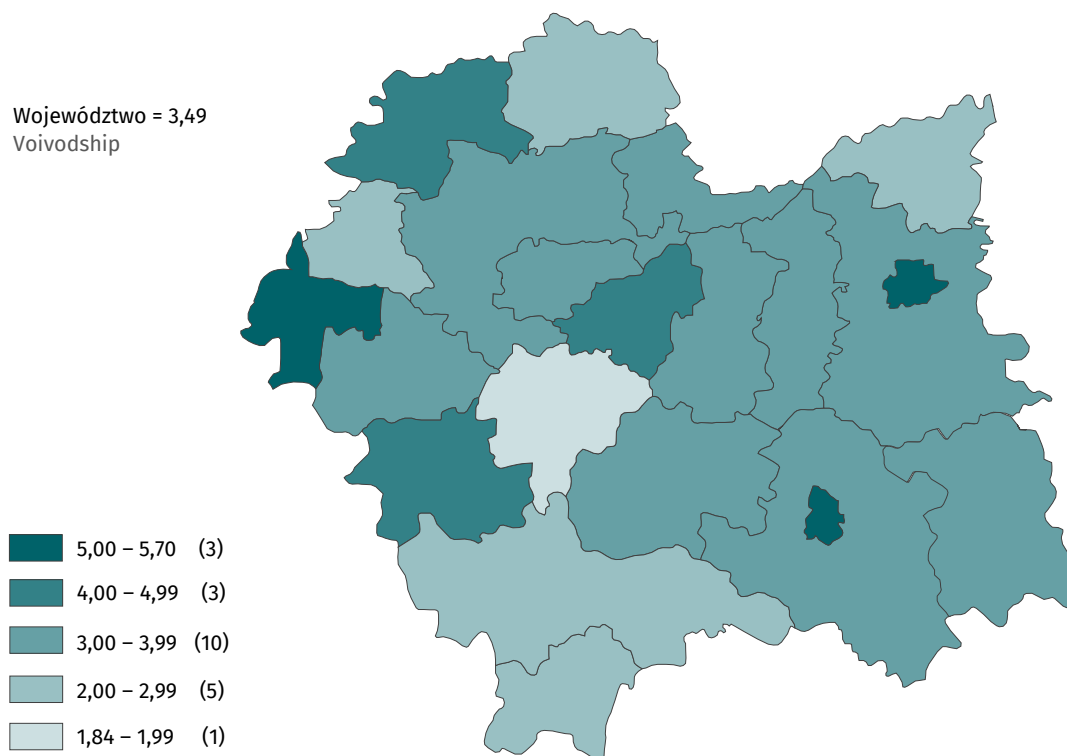 Województwo = 3,49
Voivodship
5,00 – 5,70 (3)
4,00 – 4,99 (3)
3,00 – 3,99 (10)
2,00 – 2,99 (5)
1,84 – 1,99 (1)